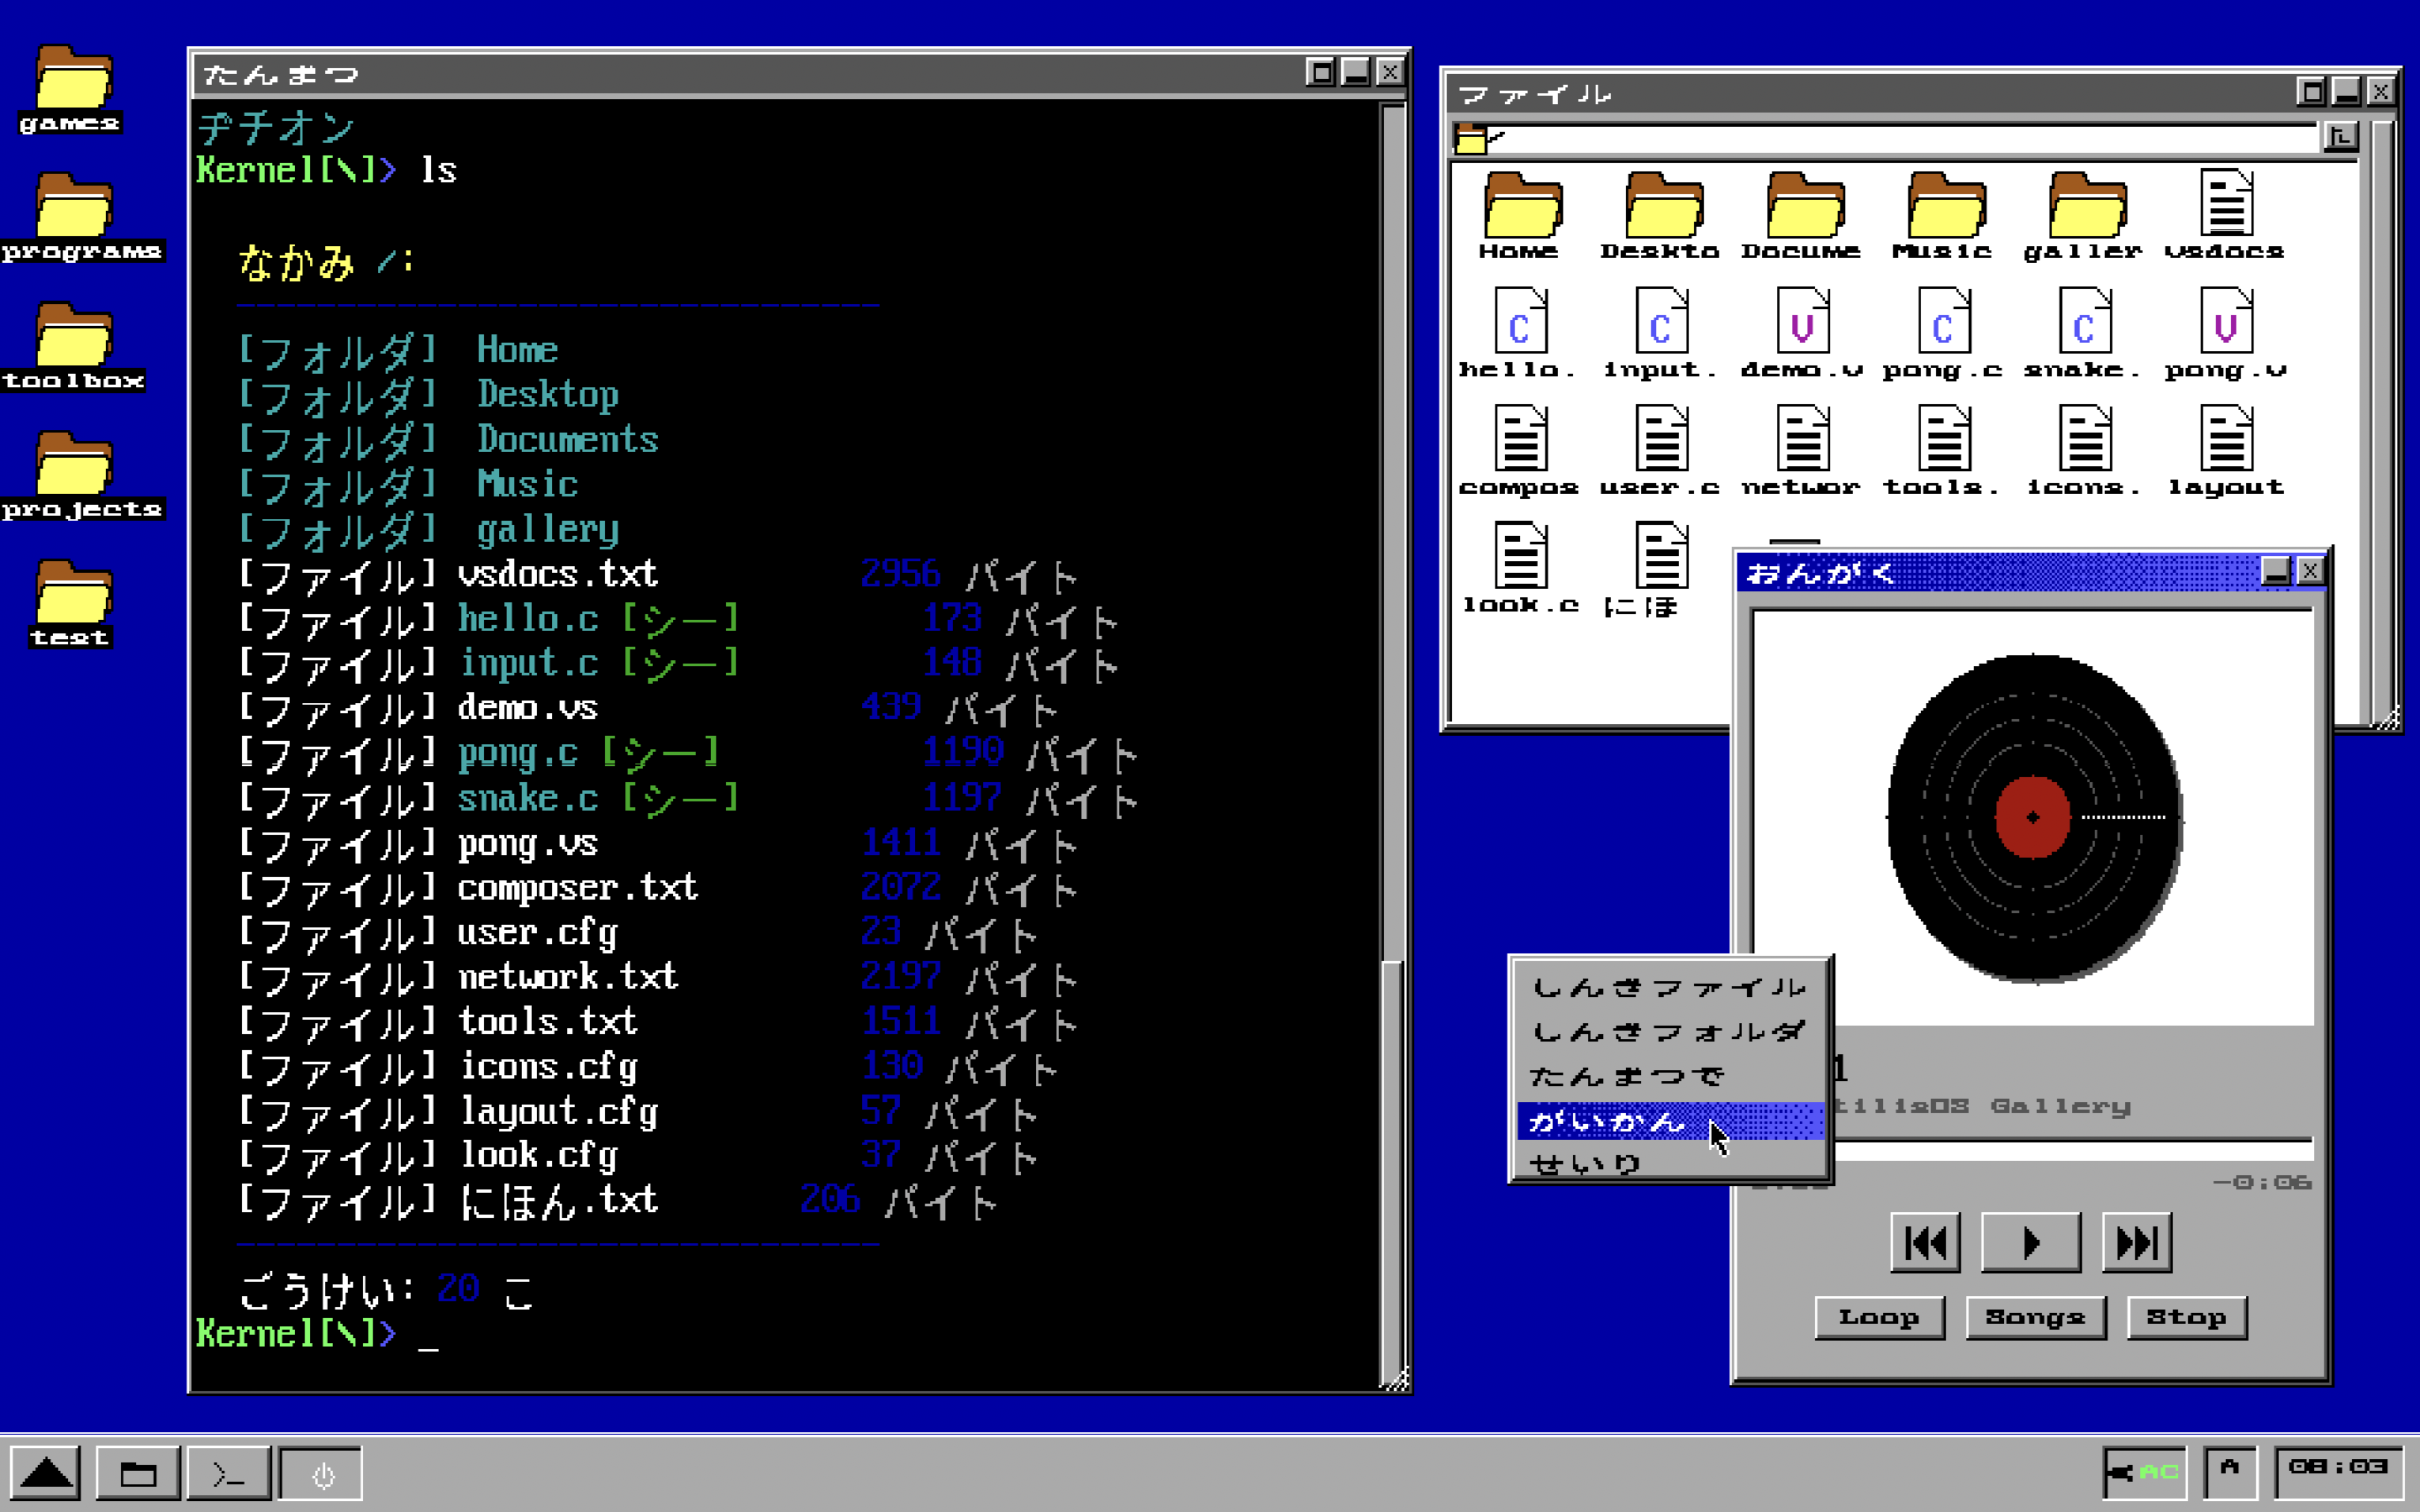 games
programs
toolbox
projects
test
たんまつ
ヂチオン
Kernel[\]> ls
なかみ /:
[フォルダ] Home
[フォルダ] Desktop
[フォルダ] Documents
[フォルダ] Music
[フォルダ] gallery
[ファイル] vsdocs.txt 2956 バイト
[ファイル] hello.c [シー] 173 バイト
[ファイル] input.c [シー] 148 バイト
[ファイル] demo.vs 439 バイト
[ファイル] pong.c [シー] 1190 バイト
[ファイル] snake.c [シー] 1197 バイト
[ファイル] pong.vs 1411 バイト
[ファイル] composer.txt 2072 バイト
[ファイル] user.cfg 23 バイト
[ファイル] network.txt 2197 バイト
[ファイル] tools.txt 1511 バイト
[ファイル] icons.cfg 130 バイト
[ファイル] layout.cfg 57 バイト
[ファイル] look.cfg 37 バイト
[ファイル] にほん.txt 206 バイト
ごうけい: 20 こ
Kernel[\]> _
ファイル
/
Home Deskto Docume Music galler vsdocs
hello. input. demo.v pong.c snake. pong.v
compos user.c networ tools. icons. layout
look.c にほ
おんがく
しんきファイル
しんきフォルダ
たんまつで
がいかん
せいり
1
tilisOS Gallery
-0:06
Loop Songs Stop
AC A 08:03